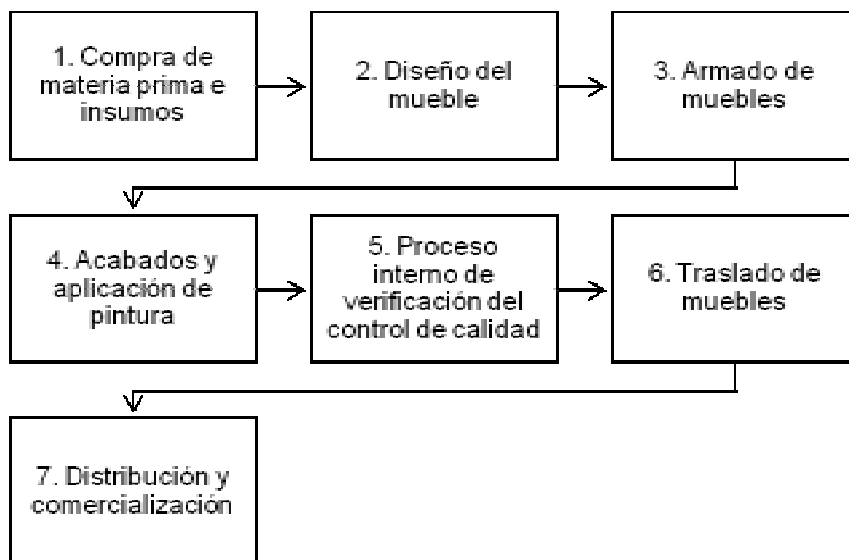 1. Compra de
materia prima e
insumos
2. Diseño del
mueble
3. Armado de
muebles
4. Acabados y
aplicación de
pintura
5. Proceso
interno de
verificación del
control de calidad
6. Traslado de
muebles
7. Distribución y
comercialización